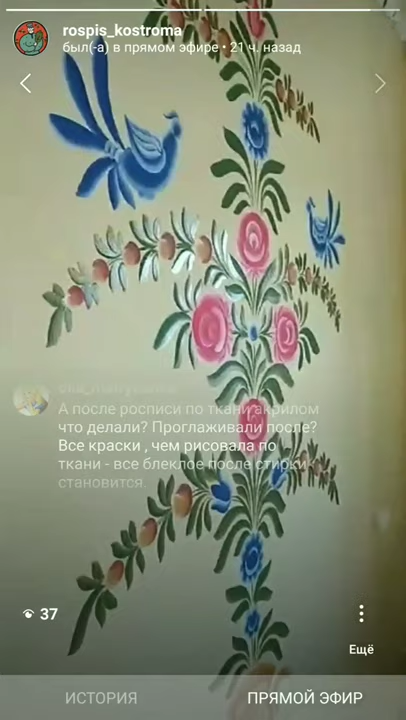 rospis_kostroma
был(-а) в прямом эфире • 21 ч. назад
А после росписи по ткани акрилом
что делали? Проглаживали после?
Все краски , чем рисовала по
ткани - все блеклое после стирки
становится.
37
Ещё
ИСТОРИЯ
ПРЯМОЙ ЭФИР